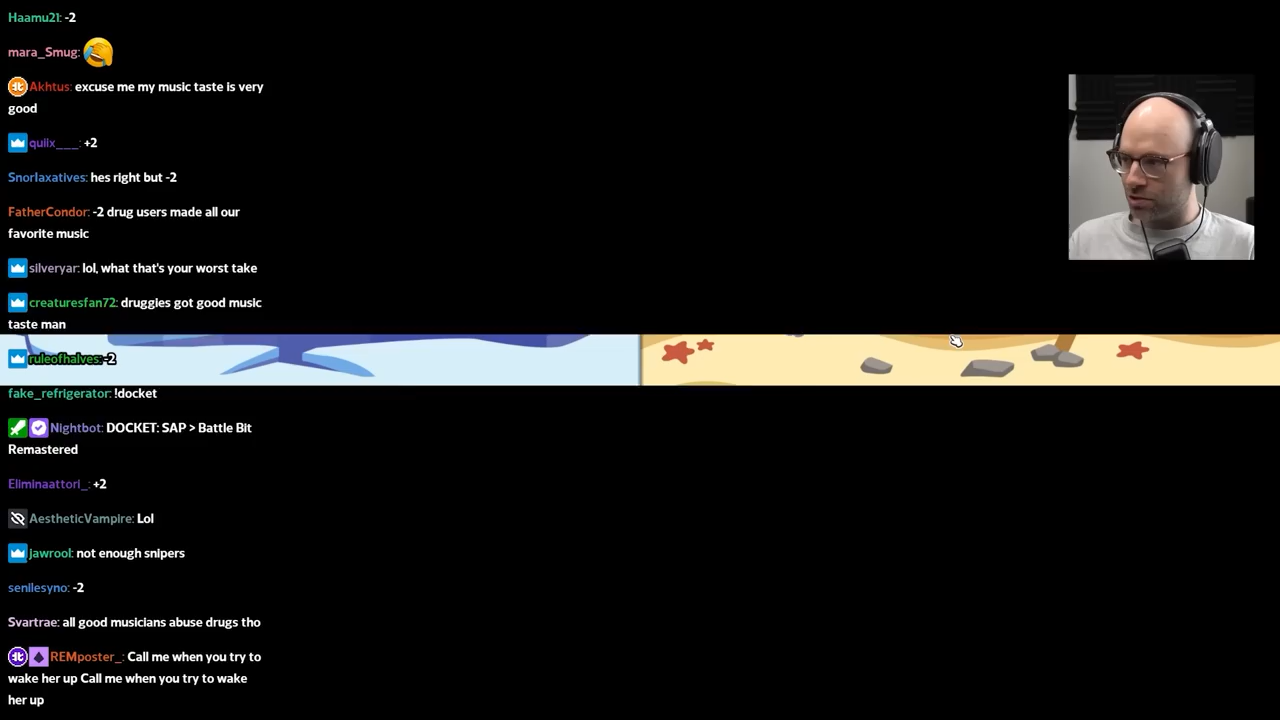 Haamu21: -2
mara_Smug:
Akhtus: excuse me my music taste is very
good
quiix___: +2
Snorlaxatives: hes right but -2
FatherCondor: -2 drug users made all our
favorite music
silveryar: lol, what that's your worst take
creaturesfan72: druggies got good music
taste man
ruleofhalves: -2
fake_refrigerator: !docket
Nightbot: DOCKET: SAP > Battle Bit
Remastered
Eliminaattori_: +2
AestheticVampire: Lol
jawrool: not enough snipers
senilesyno: -2
Svartrae: all good musicians abuse drugs tho
REMposter_: Call me when you try to
wake her up Call me when you try to wake
her up